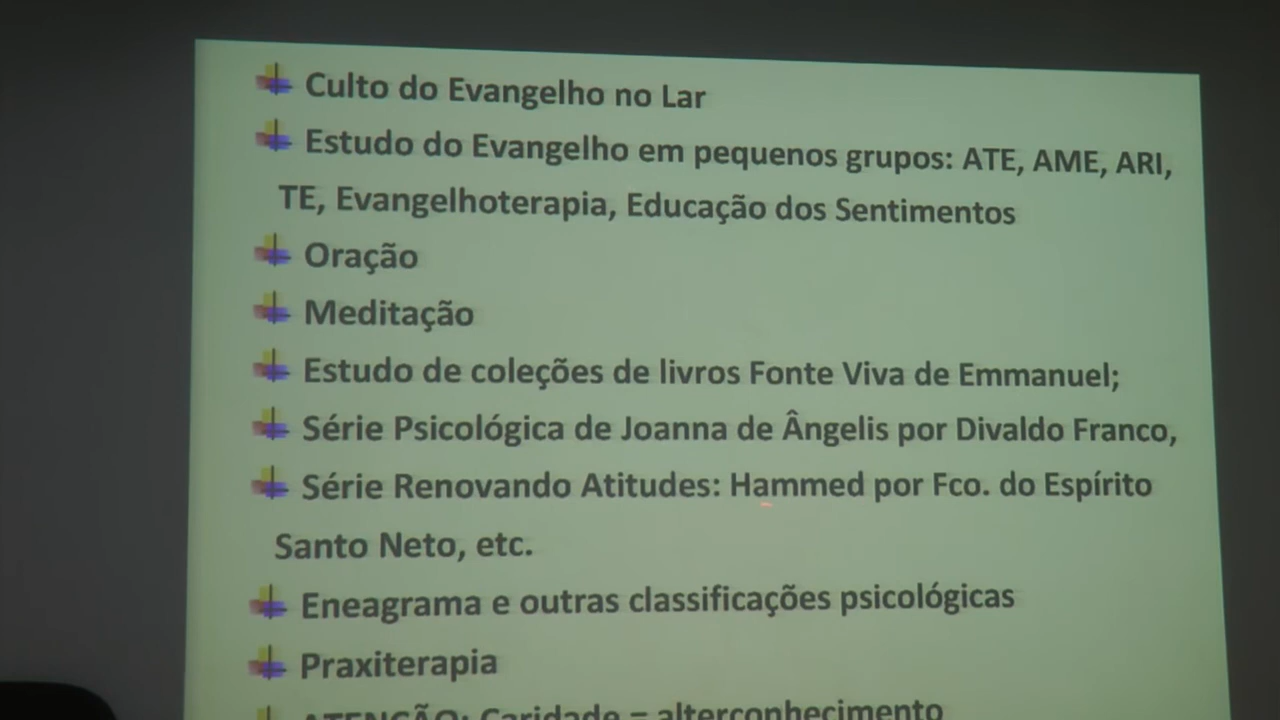 Culto do Evangelho no Lar
Estudo do Evangelho em pequenos grupos: ATE, AME, ARI,
TE, Evangelhoterapia, Educação dos Sentimentos
Oração
Meditação
Estudo de coleções de livros Fonte Viva de Emmanuel;
Série Psicológica de Joanna de Ângelis por Divaldo Franco,
Série Renovando Atitudes: Hammed por Fco. do Espírito
Santo Neto, etc.
Eneagrama e outras classificações psicológicas
Praxiterapia
ATENÇÃO: Caridade = alterconhecimento